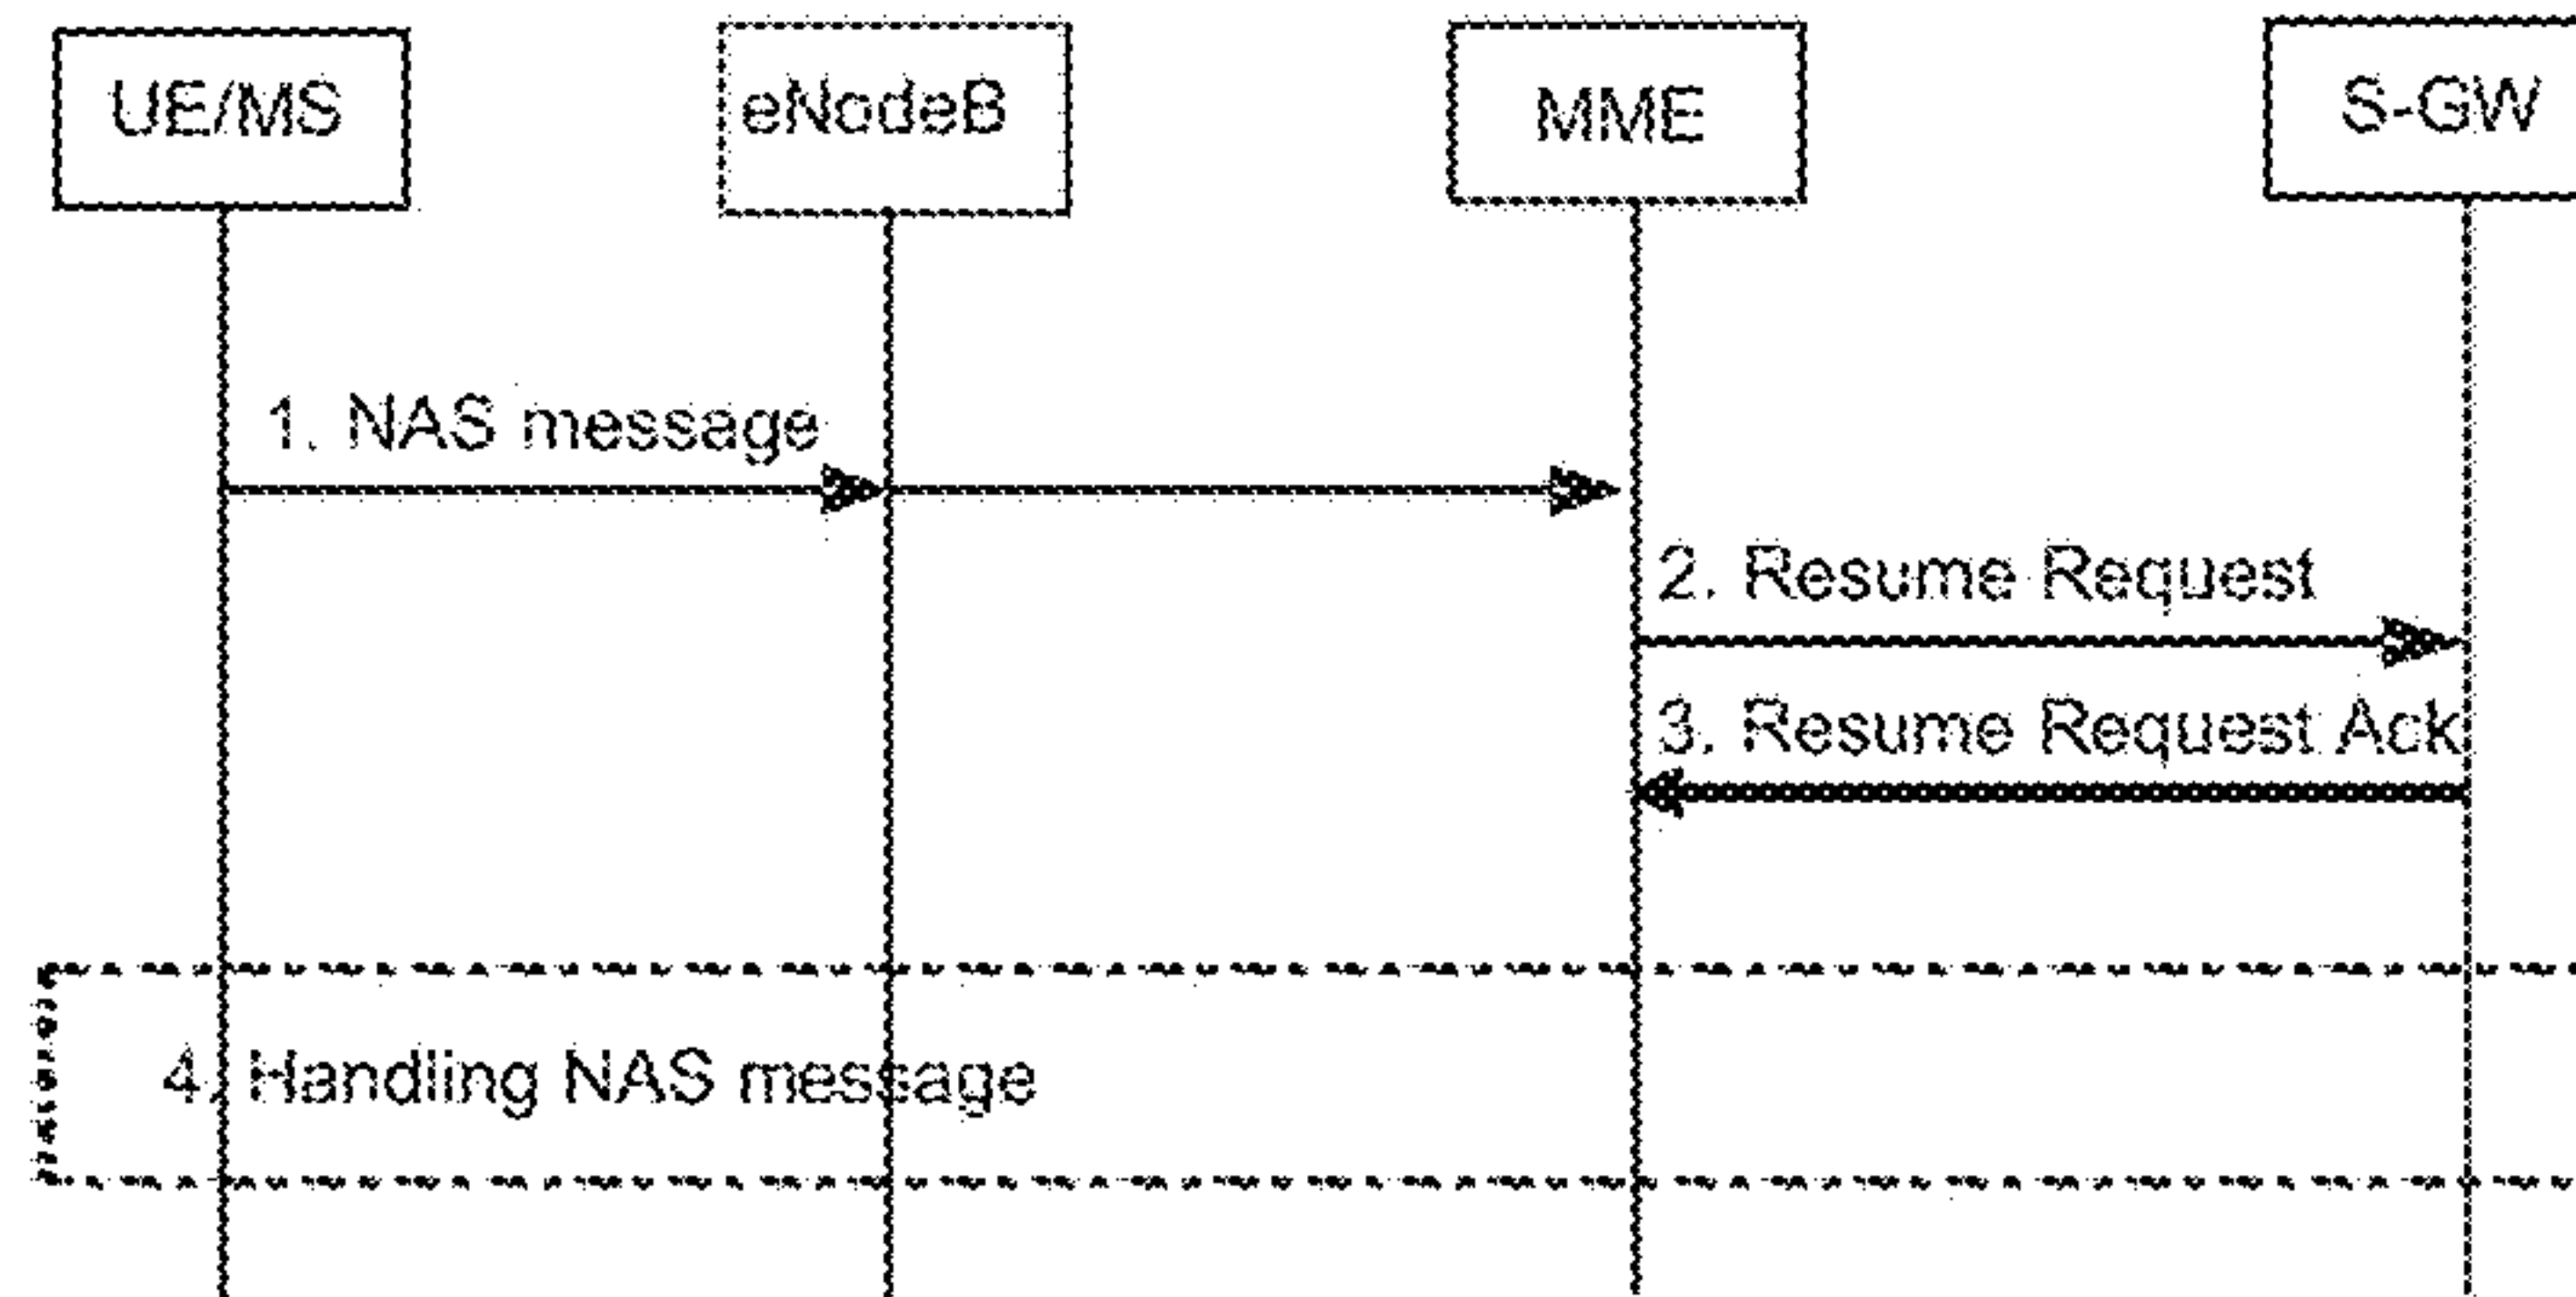 UE/MS
eNodeB
MME
S-GW
1. NAS message
2. Resume Request
3. Resume Request Ack
4. Handling NAS message